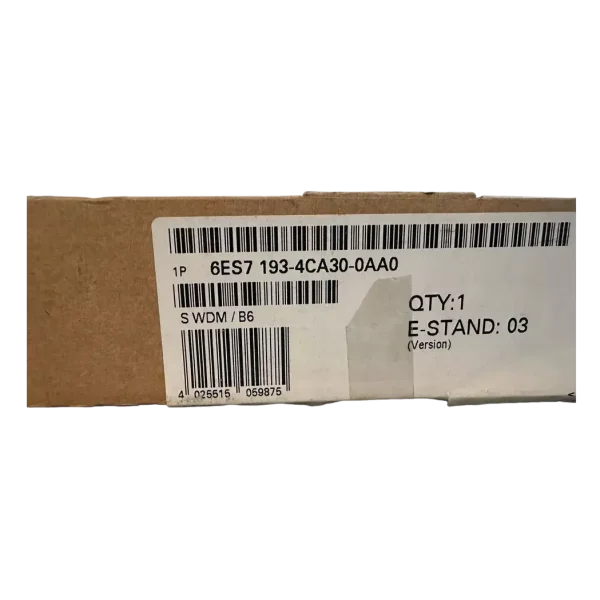 1P 6ES7 193-4CA30-0AA0
S WDM / B6
QTY:1
E-STAND: 03
(Version)
4 025515 059875